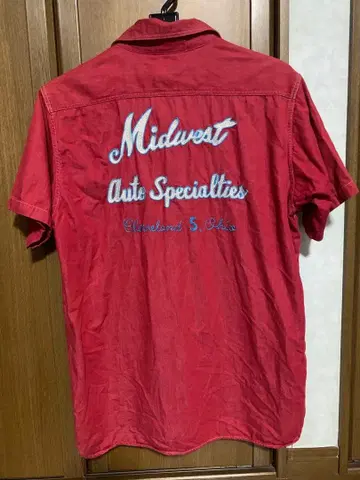 Midwest
Auto Specialties
Cleveland 5, Ohio